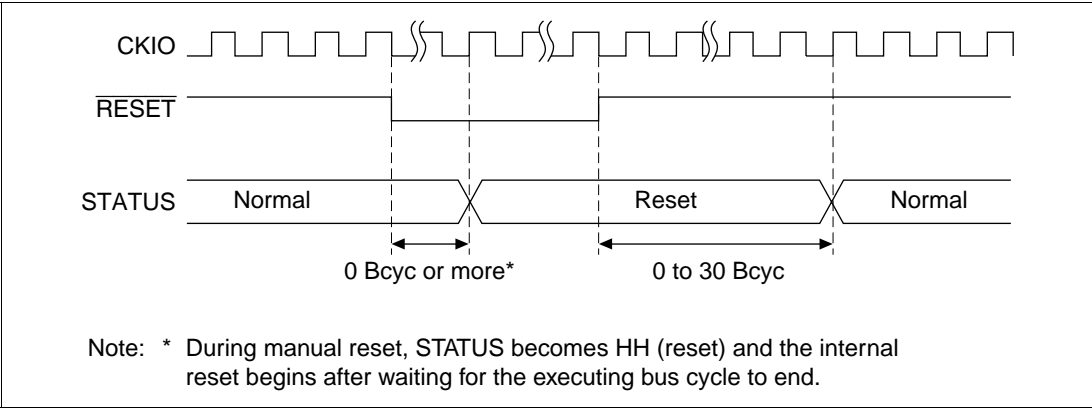 CKIO
RESET
STATUS Normal Reset Normal
0 Bcyc or more* 0 to 30 Bcyc
Note: * During manual reset, STATUS becomes HH (reset) and the internal
reset begins after waiting for the executing bus cycle to end.